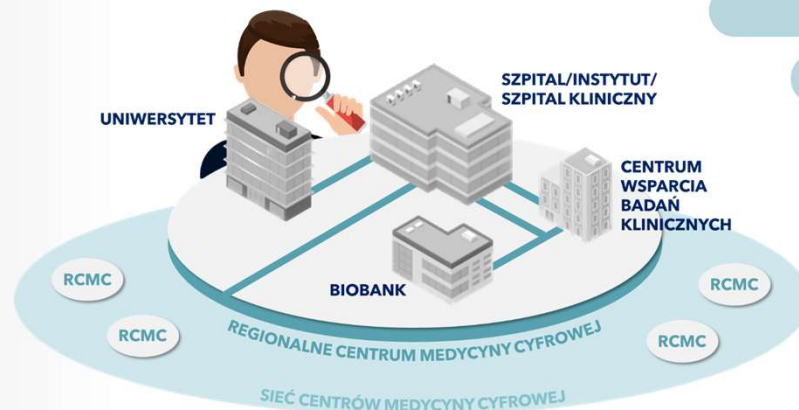 UNIWERSYTET
SZPITAL/INSTYTUT/
SZPITAL KLINICZNY
CENTRUM
WSPARCIA
BADAŃ
KLINICZNYCH
BIOBANK
RCMC
RCMC
RCMC
RCMC
REGIONALNE CENTRUM MEDYCYNY CYFROWEJ
SIEĆ CENTRÓW MEDYCYNY CYFROWEJ